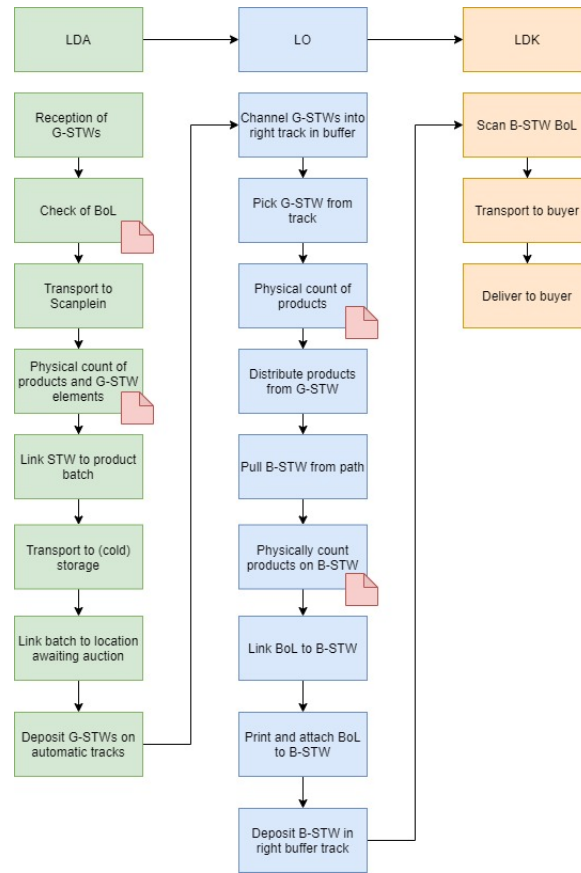 LDA
LO
LDK
Reception of
G-STWs
Check of BoL
Transport to
Scanplein
Physical count of
products and G-STW
elements
Link STW to product
batch
Transport to (cold)
storage
Link batch to location
awaiting auction
Deposit G-STWs on
automatic tracks
Channel G-STWs into
right track in buffer
Pick G-STW from
track
Physical count of
products
Distribute products
from G-STW
Pull B-STW from path
Physically count
products on B-STW
Link BoL to B-STW
Print and attach BoL
to B-STW
Deposit B-STW in
right buffer track
Scan B-STW BoL
Transport to buyer
Deliver to buyer